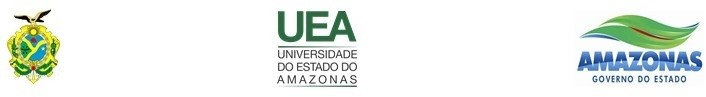 UEA
UNIVERSIDADE
DO ESTADO DO
AMAZONAS
AMAZONAS
GOVERNO DO ESTADO